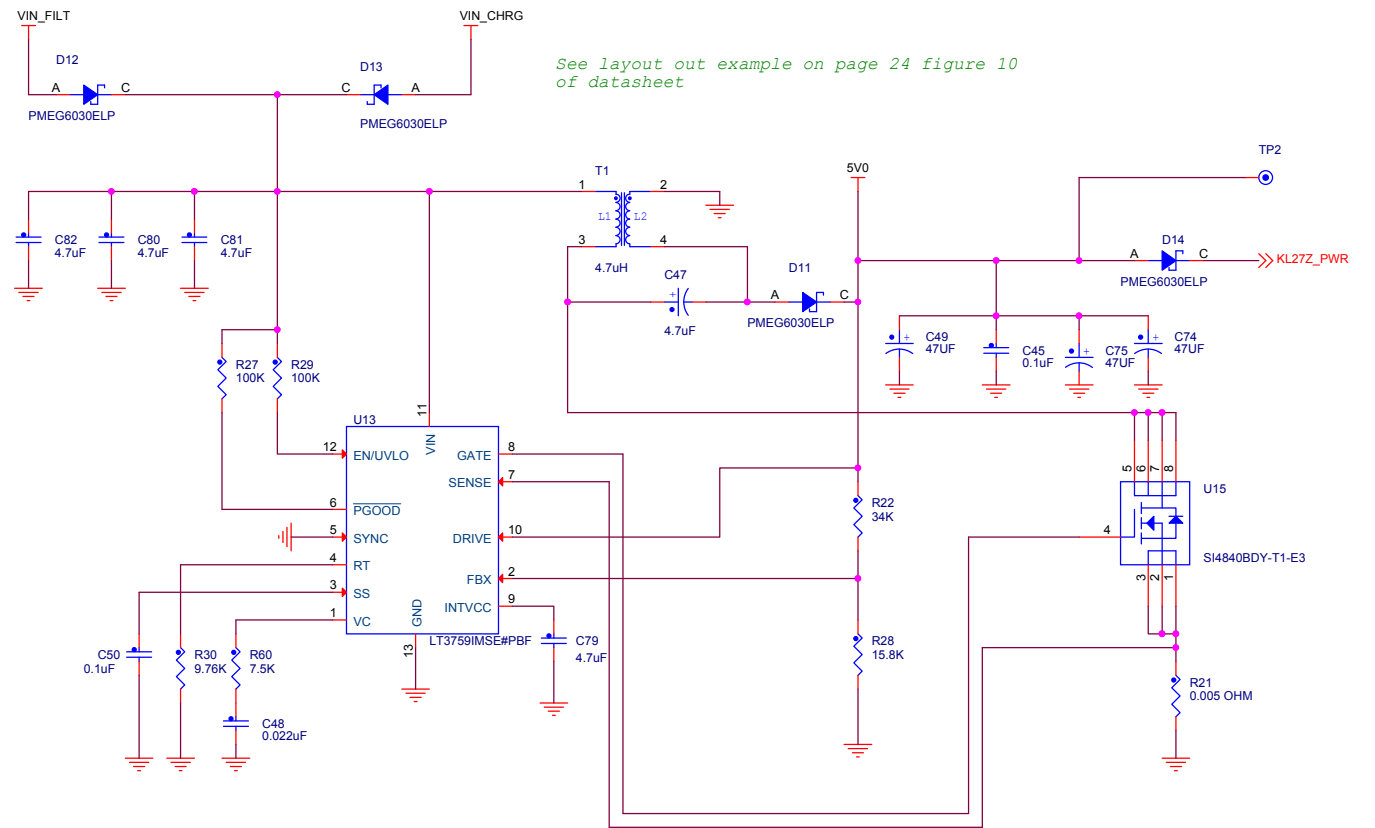 VIN_FILT
VIN_CHRG
D12
D13
A
C
C
A
PMEG6030ELP
PMEG6030ELP
See layout out example on page 24 figure 10
of datasheet
TP2
T1
5V0
1
2
L1
L2
3
4
4.7uH
C82
4.7uF
C80
4.7uF
C81
4.7uF
C47
+
4.7uF
D11
A
C
PMEG6030ELP
D14
A
C
PMEG6030ELP
KL27Z_PWR
+
C49
47UF
C45
0.1uF
+
C75
47UF
+
C74
47UF
R27
100K
R29
100K
U13
11
VIN
12
EN/UVLO
GATE
8
SENSE
7
6
PGOOD
5
SYNC
DRIVE
10
4
RT
FBX
2
3
SS
INTVCC
9
1
VC
GND
13
LT3759IMSE#PBF
C79
4.7uF
R22
34K
R28
15.8K
5
6
7
8
U15
4
SI4840BDY-T1-E3
3
2
1
R21
0.005 OHM
C50
0.1uF
R30
9.76K
R60
7.5K
C48
0.022uF